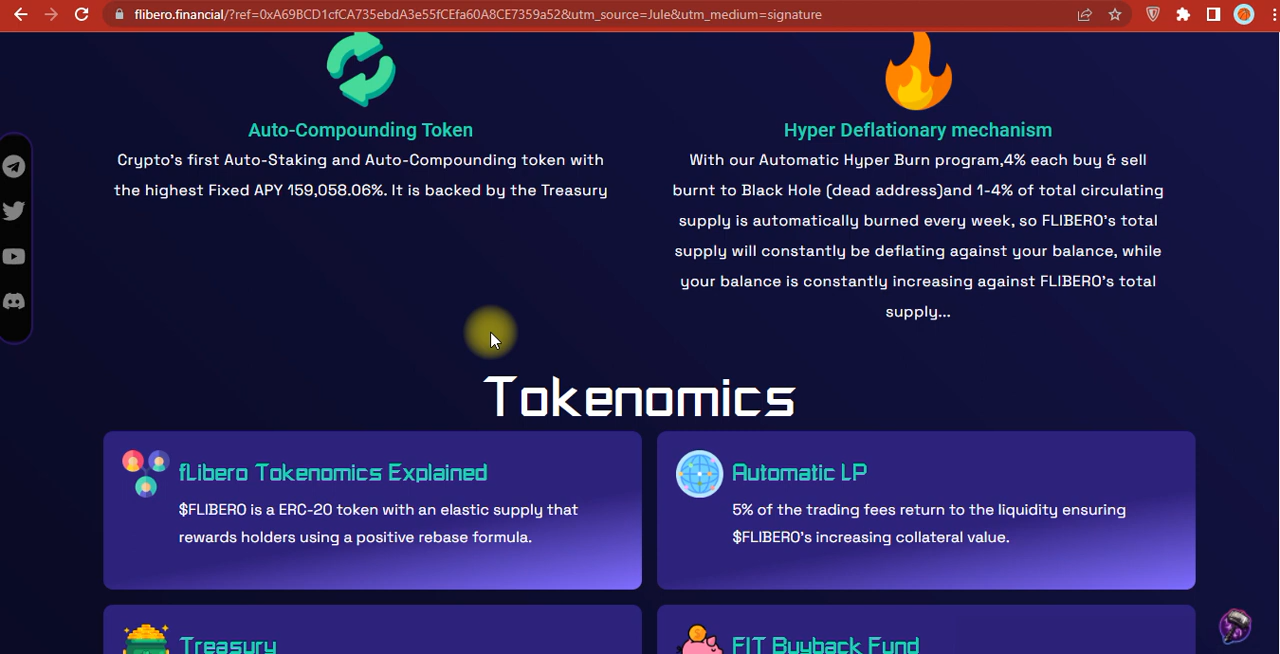 flibero.financial/?ref=0xA69BCD1cfCA735ebdA3e55fCEfa60A8CE7359a52&utm_source=Jule&utm_medium=signature
Auto-Compounding Token
Crypto's first Auto-Staking and Auto-Compounding token with
the highest Fixed APY 159,058.06%. It is backed by the Treasury
Hyper Deflationary mechanism
With our Automatic Hyper Burn program,4% each buy & sell
burnt to Black Hole (dead address)and 1-4% of total circulating
supply is automatically burned every week, so FLIBERO's total
supply will constantly be deflating against your balance, while
your balance is constantly increasing against FLIBERO's total
supply...
Tokenomics
fLibero Tokenomics Explained
$FLIBERO is a ERC-20 token with an elastic supply that
rewards holders using a positive rebase formula.
Automatic LP
5% of the trading fees return to the liquidity ensuring
$FLIBERO's increasing collateral value.
Treasury
FIT Buyback Fund